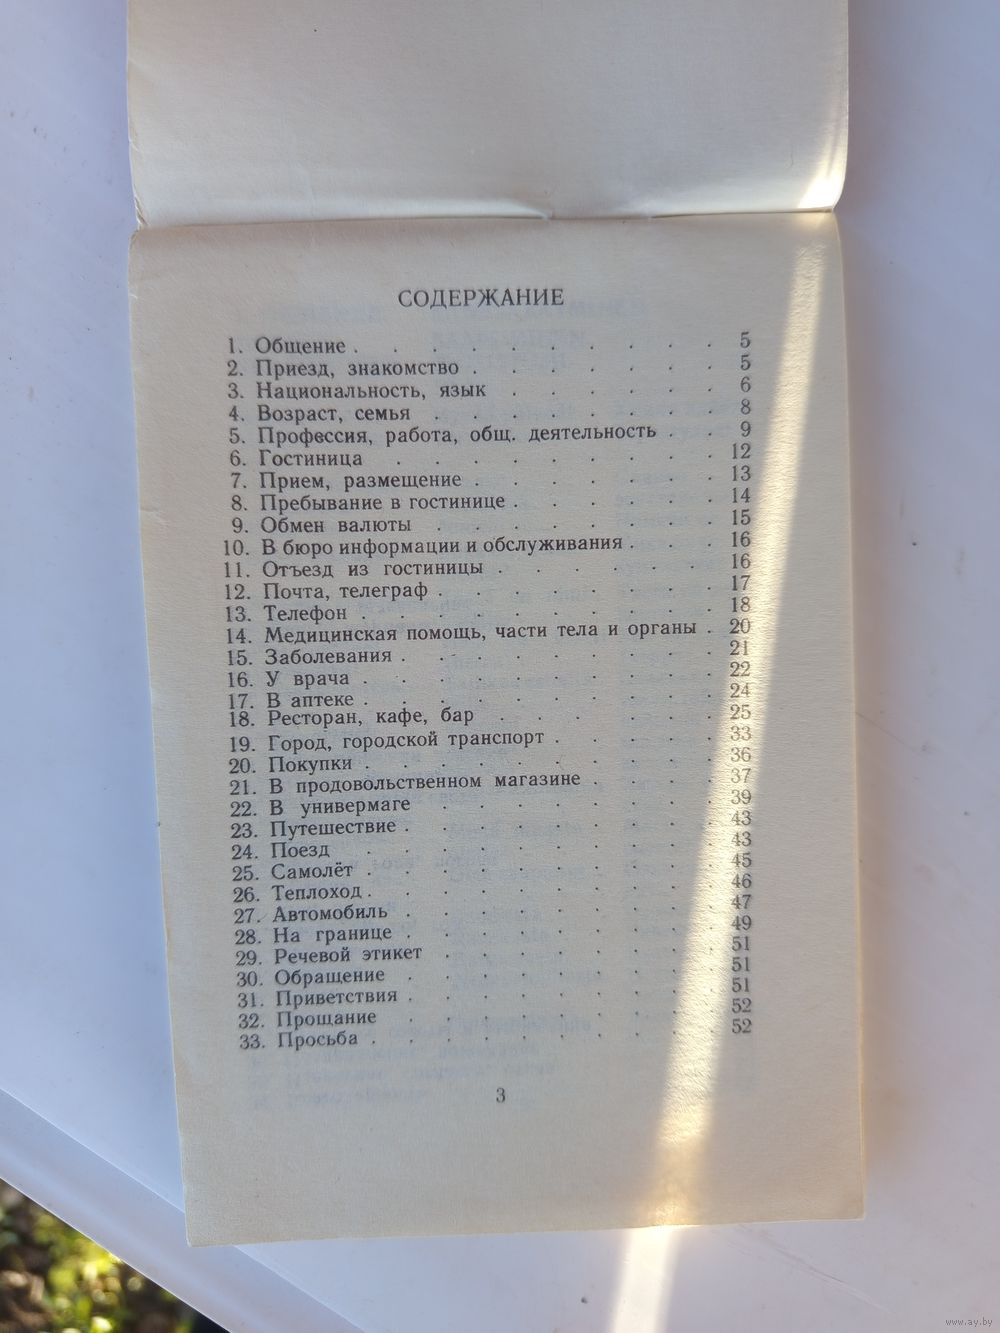 СОДЕРЖАНИЕ
1. Общение . . . . . . . . . . 5
2. Приезд, знакомство . . . . . . . 5
3. Национальность, язык . . . . . . 6
4. Возраст, семья . . . . . . . . 8
5. Профессия, работа, общ. деятельность . . 9
6. Гостиница . . . . . . . . . 12
7. Прием, размещение . . . . . . . 13
8. Пребывание в гостинице . . . . . . 14
9. Обмен валюты . . . . . . . . 15
10. В бюро информации и обслуживания . . . 16
11. Отъезд из гостиницы . . . . . . 16
12. Почта, телеграф . . . . . . . . 17
13. Телефон . . . . . . . . . . 18
14. Медицинская помощь, части тела и органы . 20
15. Заболевания . . . . . . . . . 21
16. У врача . . . . . . . . . . 22
17. В аптеке . . . . . . . . . . 24
18. Ресторан, кафе, бар . . . . . . 25
19. Город, городской транспорт . . . . . 33
20. Покупки . . . . . . . . . . 36
21. В продовольственном магазине . . . . 37
22. В универмаге . . . . . . . . 39
23. Путешествие . . . . . . . . . 43
24. Поезд . . . . . . . . . . 43
25. Самолёт . . . . . . . . . . 45
26. Теплоход . . . . . . . . . . 46
27. Автомобиль . . . . . . . . . 47
28. На границе . . . . . . . . . 49
29. Речевой этикет . . . . . . . . 51
30. Обращение . . . . . . . . . 51
31. Приветствия . . . . . . . . . 51
32. Прощание . . . . . . . . . 52
33. Просьба . . . . . . . . . . 52
3
www.ay.by